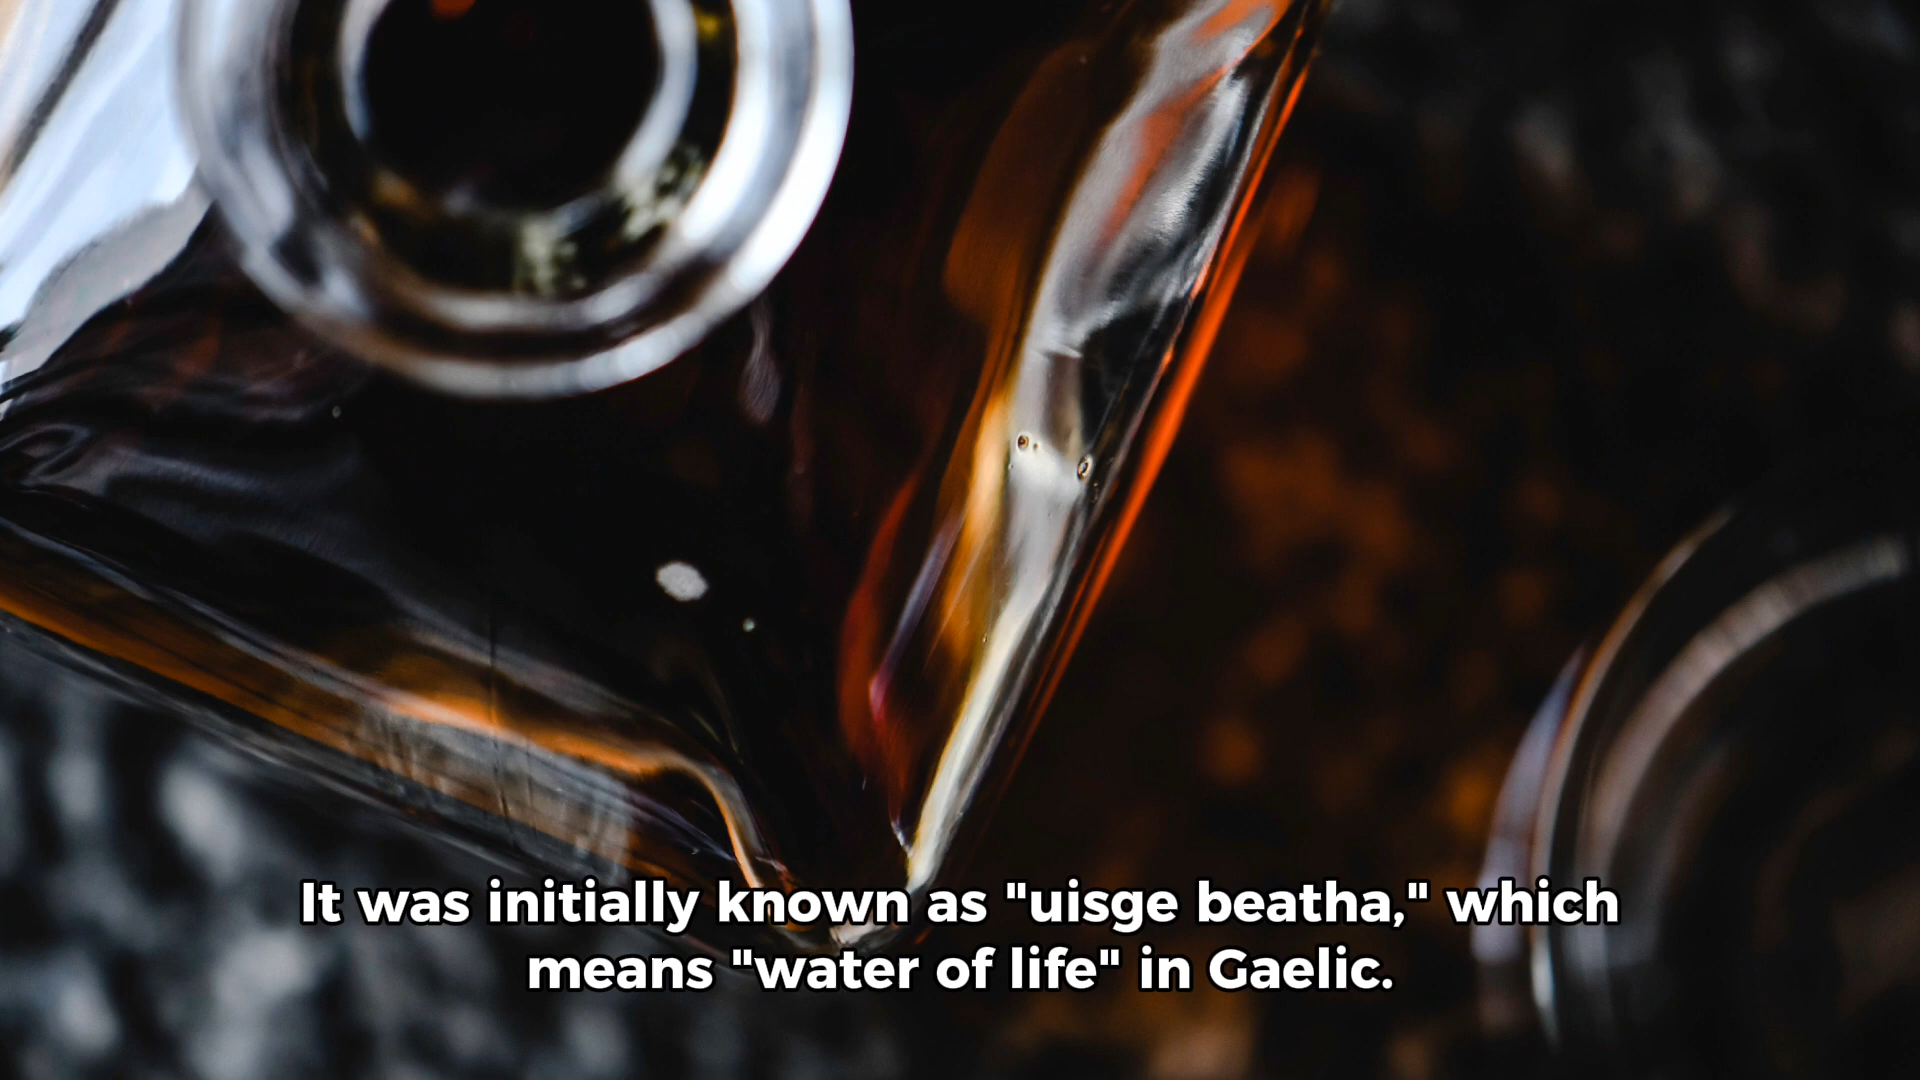 It was initially known as "uisge beatha," which
means "water of life" in Gaelic.